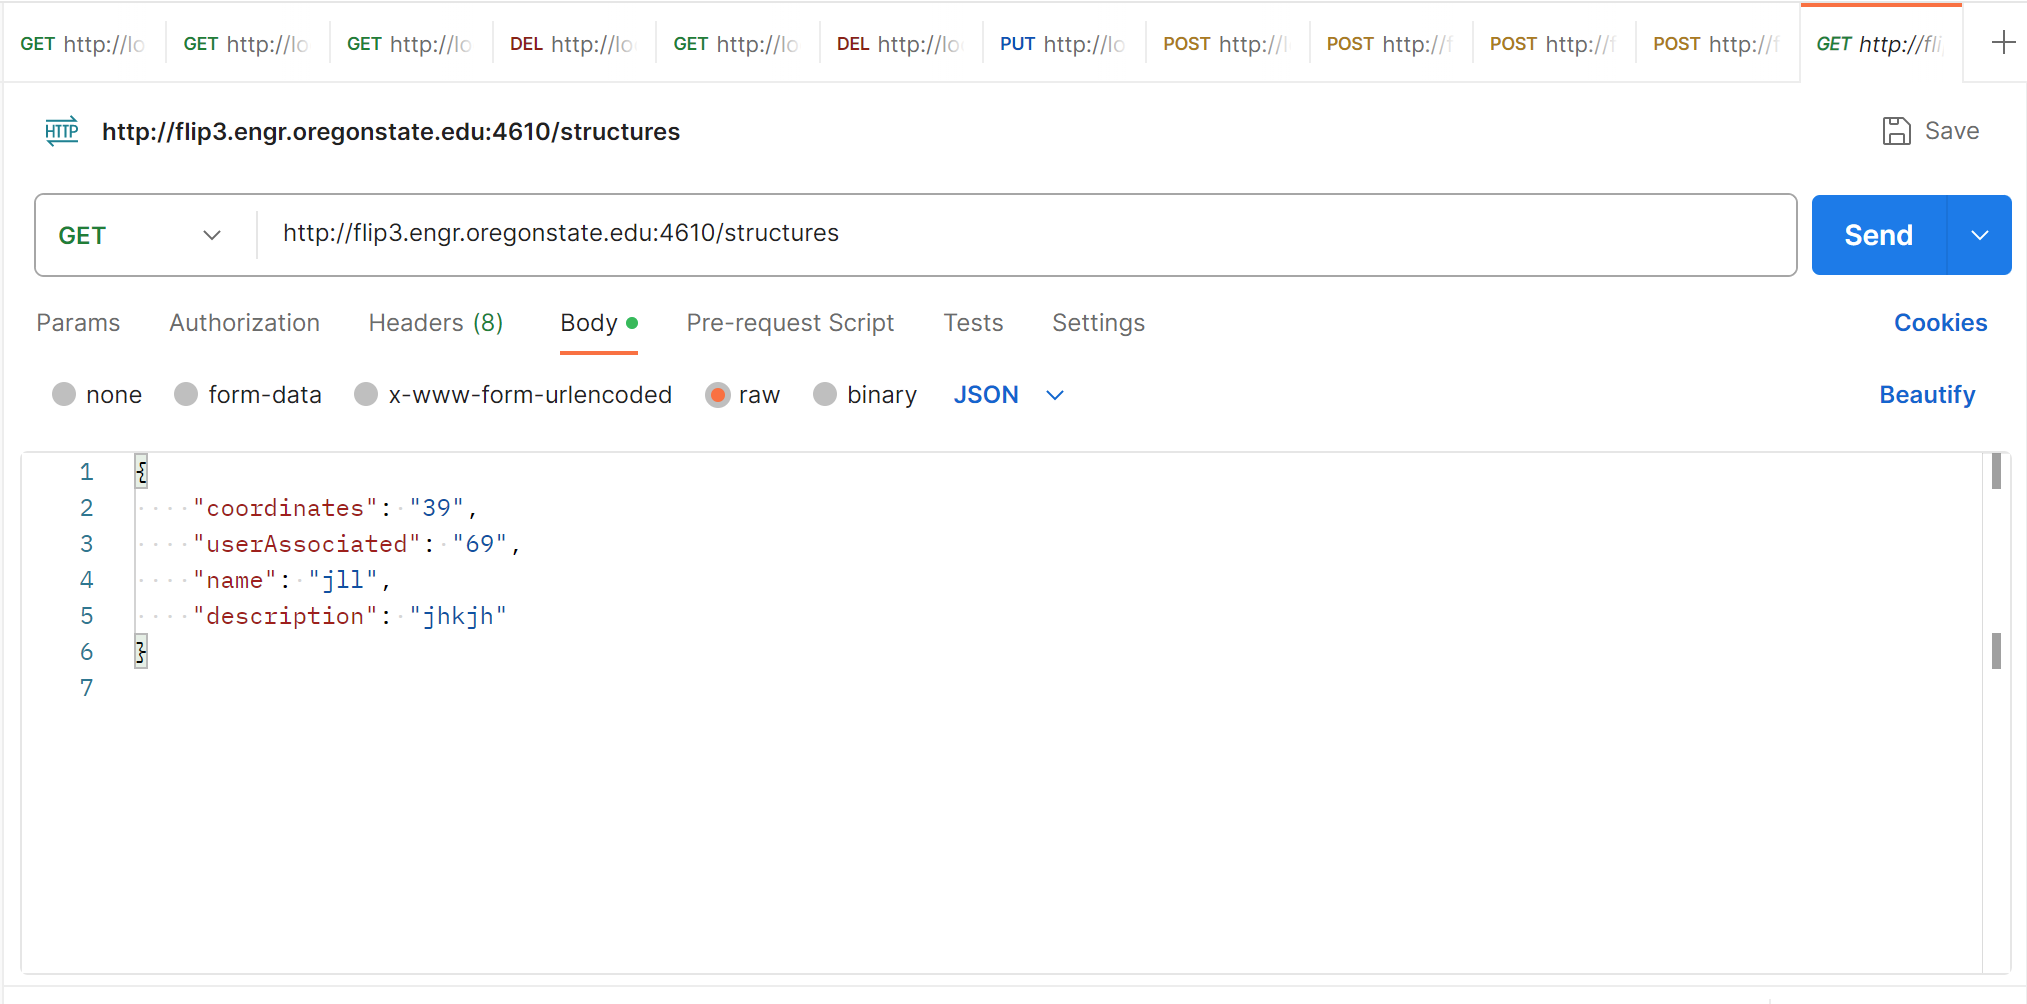 GET http://lo GET http://lo GET http://lo DEL http://lo GET http://lo DEL http://lo PUT http://lo POST http://l POST http://f POST http://f POST http://f GET http://fli
HTTP http://flip3.engr.oregonstate.edu:4610/structures Save
GET http://flip3.engr.oregonstate.edu:4610/structures Send
Params Authorization Headers (8) Body Pre-request Script Tests Settings Cookies
none form-data x-www-form-urlencoded raw binary JSON Beautify
1 {
2 "coordinates": "39",
3 "userAssociated": "69",
4 "name": "jll",
5 "description": "jhkjh"
6 }
7